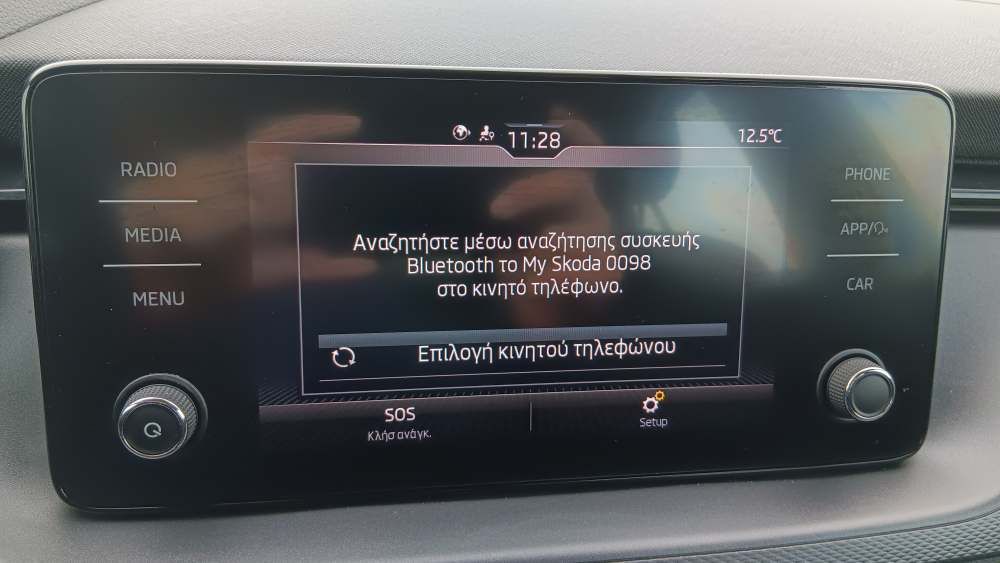 11:28
12.5°C
RADIO
MEDIA
MENU
Αναζητήστε μέσω αναζήτησης συσκευής
Bluetooth το My Skoda 0098
στο κινητό τηλέφωνο.
Επιλογή κινητού τηλεφώνου
SOS
Κλήσ ανάγκ.
Setup
PHONE
APP/
CAR